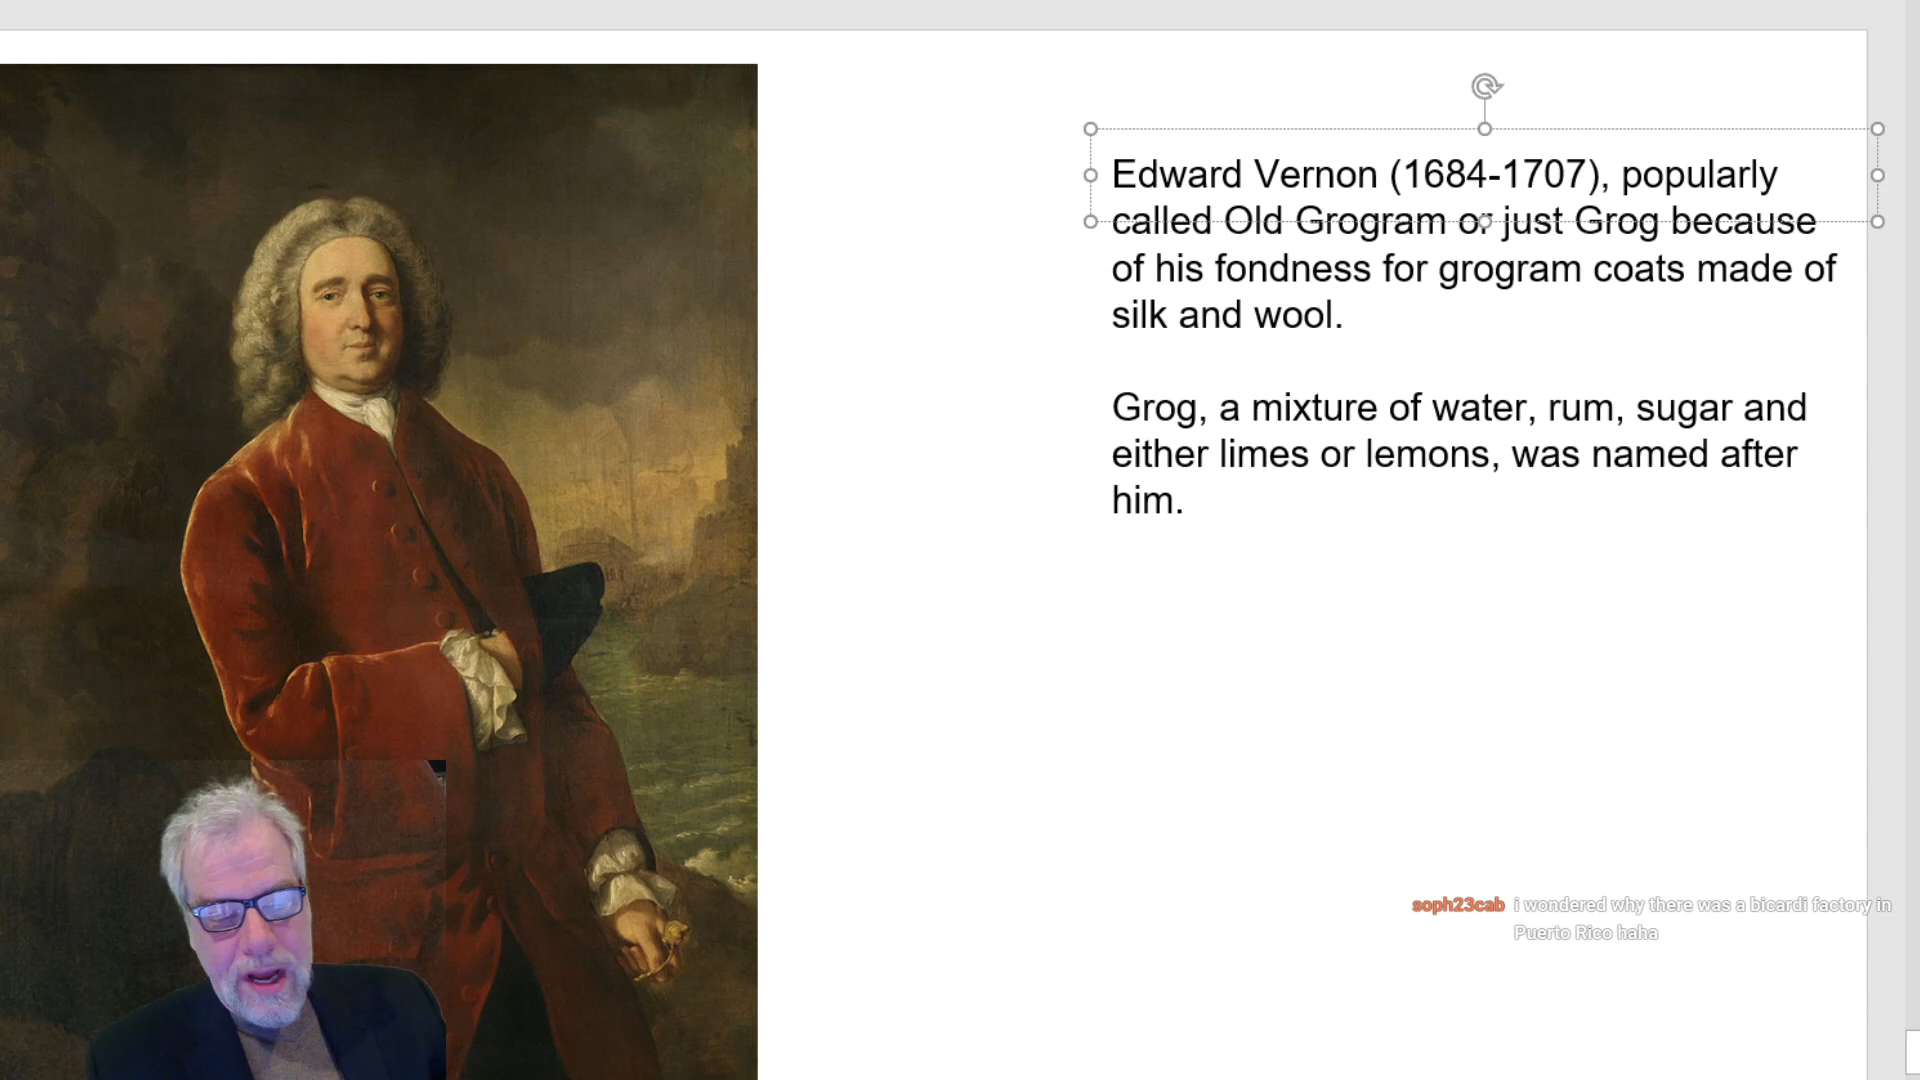 Edward Vernon (1684-1707), popularly
called Old Grogram or just Grog because
of his fondness for grogram coats made of
silk and wool.
Grog, a mixture of water, rum, sugar and
either limes or lemons, was named after
him.
soph23cab i wondered why there was a bicardi factory in
Puerto Rico haha